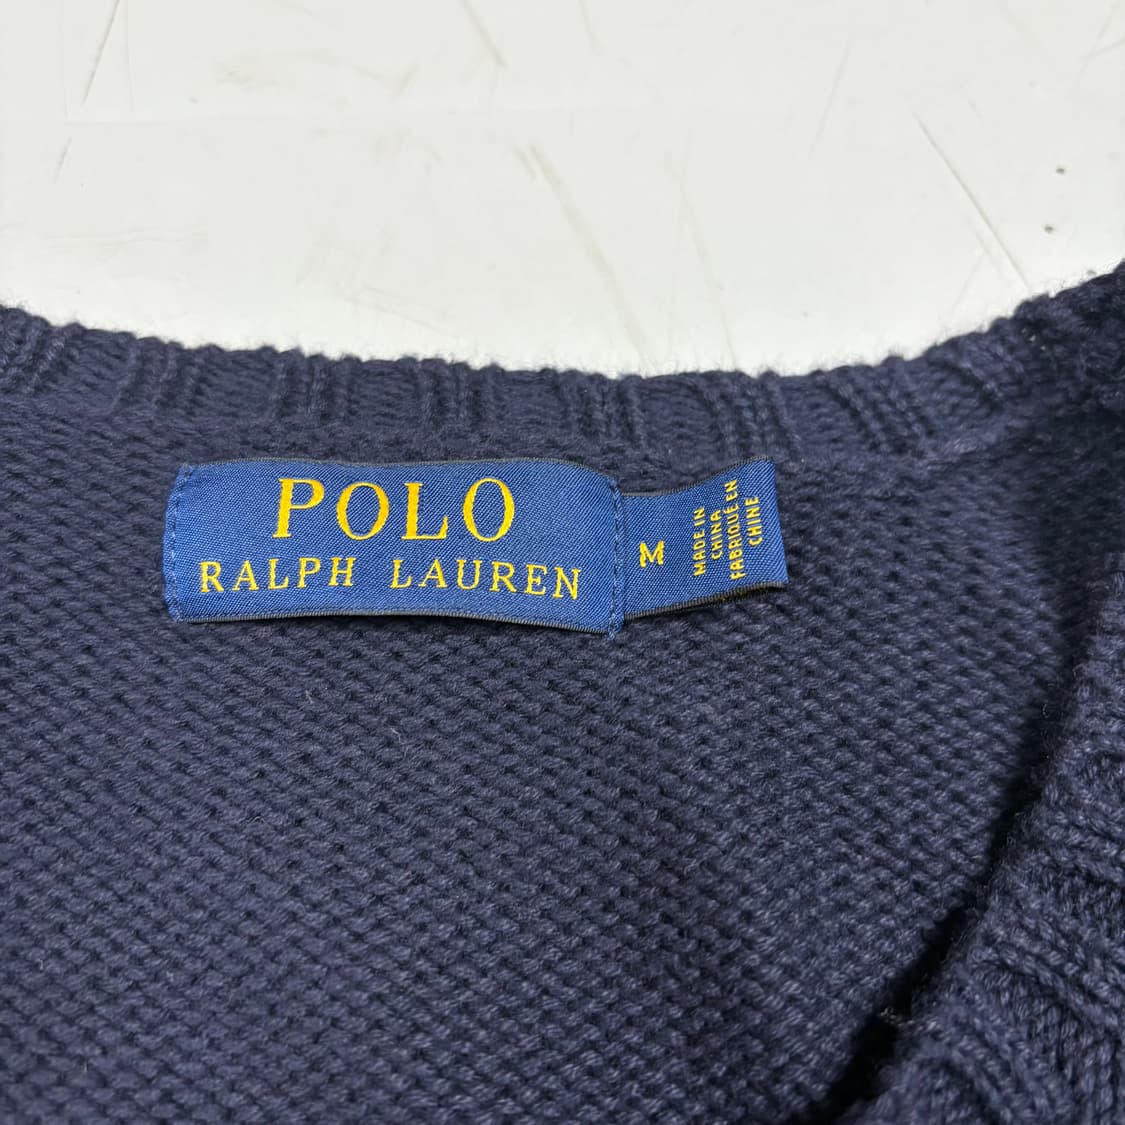 POLO
RALPH LAUREN
M
MADE IN
CHINA
FABRIQUÉ EN
CHINE